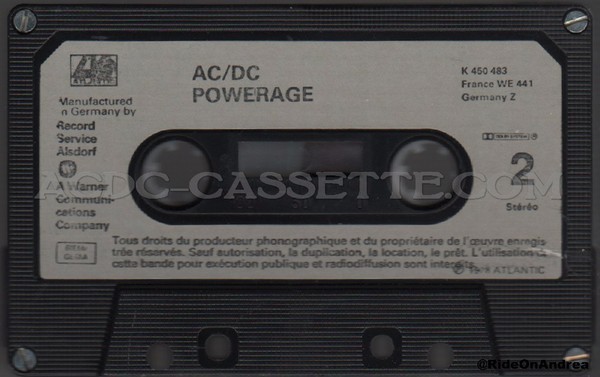 ATLANTIC
AC/DC
POWERAGE
K 450 483
France WE 441
Germany Z
Manufactured
in Germany by
Record
Service
Alsdorf
A Warner
Communi-
cations
Company
2
Stéréo
ACDC-CASSETTE.COM
Tous droits du producteur phonographique et du propriétaire de l'œuvre enregis
trée réservés. Sauf autorisation, la duplication, la location, le prêt. L'utilisation de
cette bande pour exécution publique et radiodiffusion sont interdits.
ATLANTIC
@RideOnAndrea